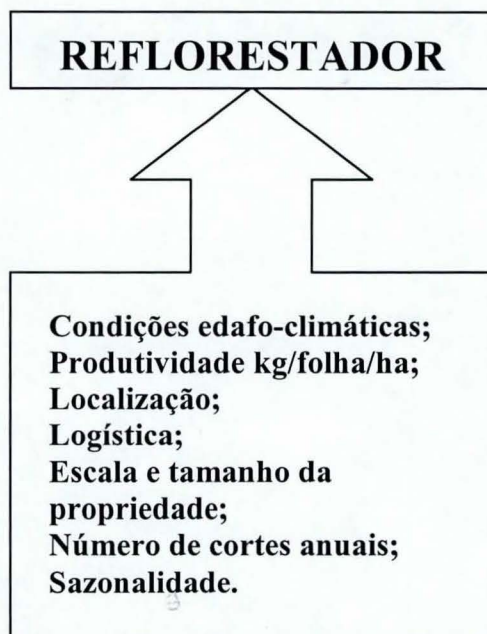 REFLORESTADOR
Condições edafo-climáticas;
Produtividade kg/folha/ha;
Localização;
Logística;
Escala e tamanho da
propriedade;
Número de cortes anuais;
Sazonalidade.